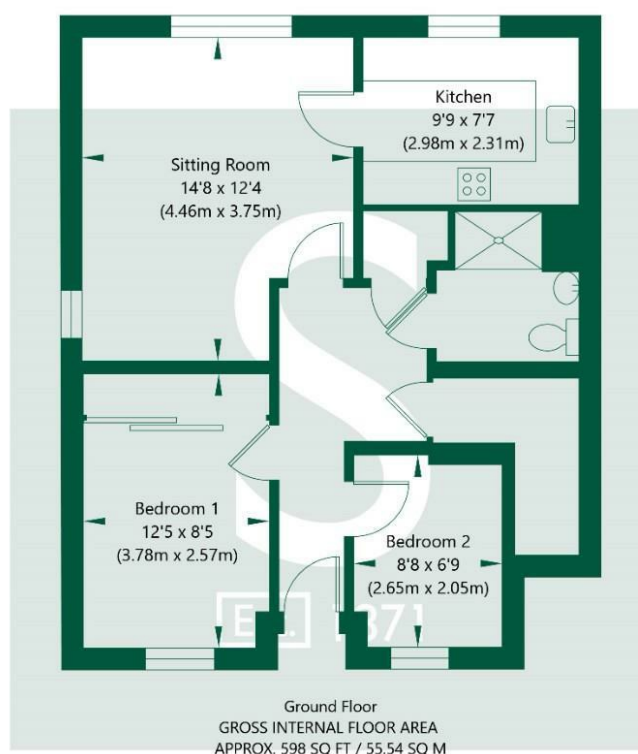 Kitchen
9'9 x 7'7
(2.98m x 2.31m)
Sitting Room
14'8 x 12'4
(4.46m x 3.75m)
Bedroom 1
12'5 x 8'5
(3.78m x 2.57m)
Bedroom 2
8'8 x 6'9
(2.65m x 2.05m)
S
1871
Ground Floor
GROSS INTERNAL FLOOR AREA
APPROX. 598 SQ FT / 55.54 SQ M